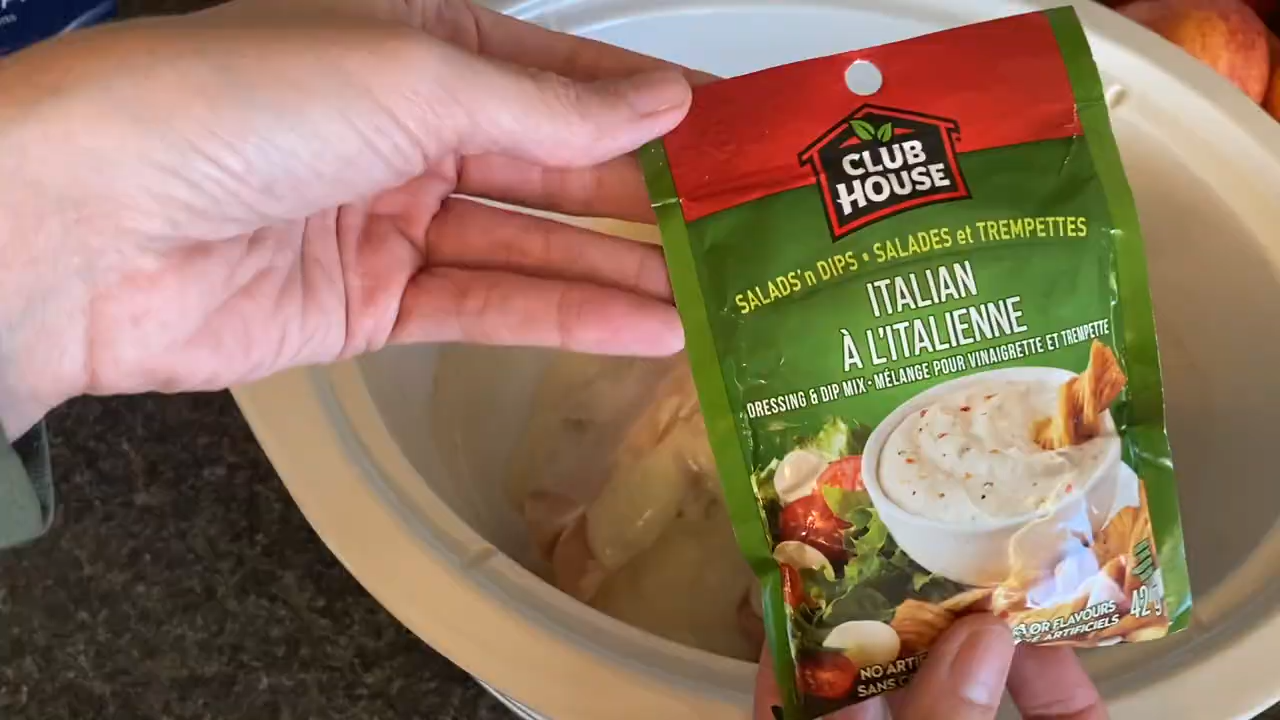 CLUB
HOUSE
SALADS'n DIPS • SALADES et TREMPETTES
ITALIAN
À L'ITALIENNE
DRESSING & DIP MIX • MÉLANGE POUR VINAIGRETTE ET TREMPETTE
42 g
OR FLAVOURS
ARTIFICIELS
NO
SANS